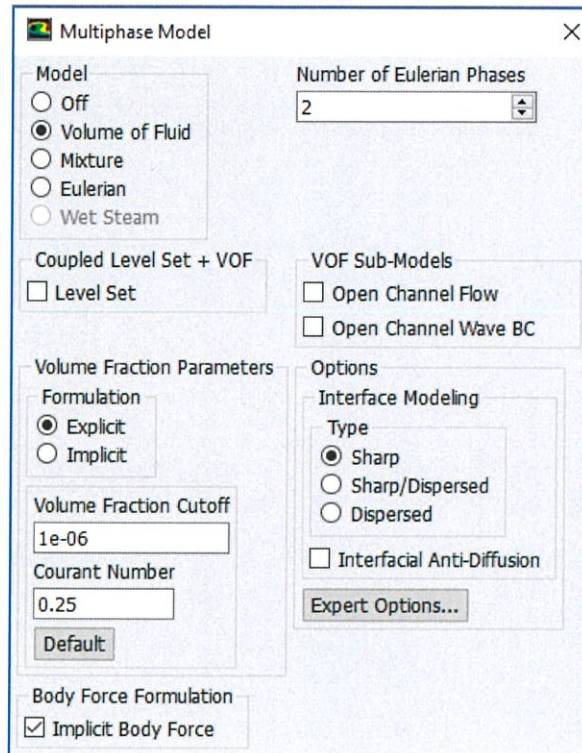 Multiphase Model
Model
Off
Volume of Fluid
Mixture
Eulerian
Wet Steam
Number of Eulerian Phases
2
Coupled Level Set + VOF
Level Set
VOF Sub-Models
Open Channel Flow
Open Channel Wave BC
Volume Fraction Parameters
Formulation
Explicit
Implicit
Volume Fraction Cutoff
1e-06
Courant Number
0.25
Default
Options
Interface Modeling
Type
Sharp
Sharp/Dispersed
Dispersed
Interfacial Anti-Diffusion
Expert Options...
Body Force Formulation
Implicit Body Force